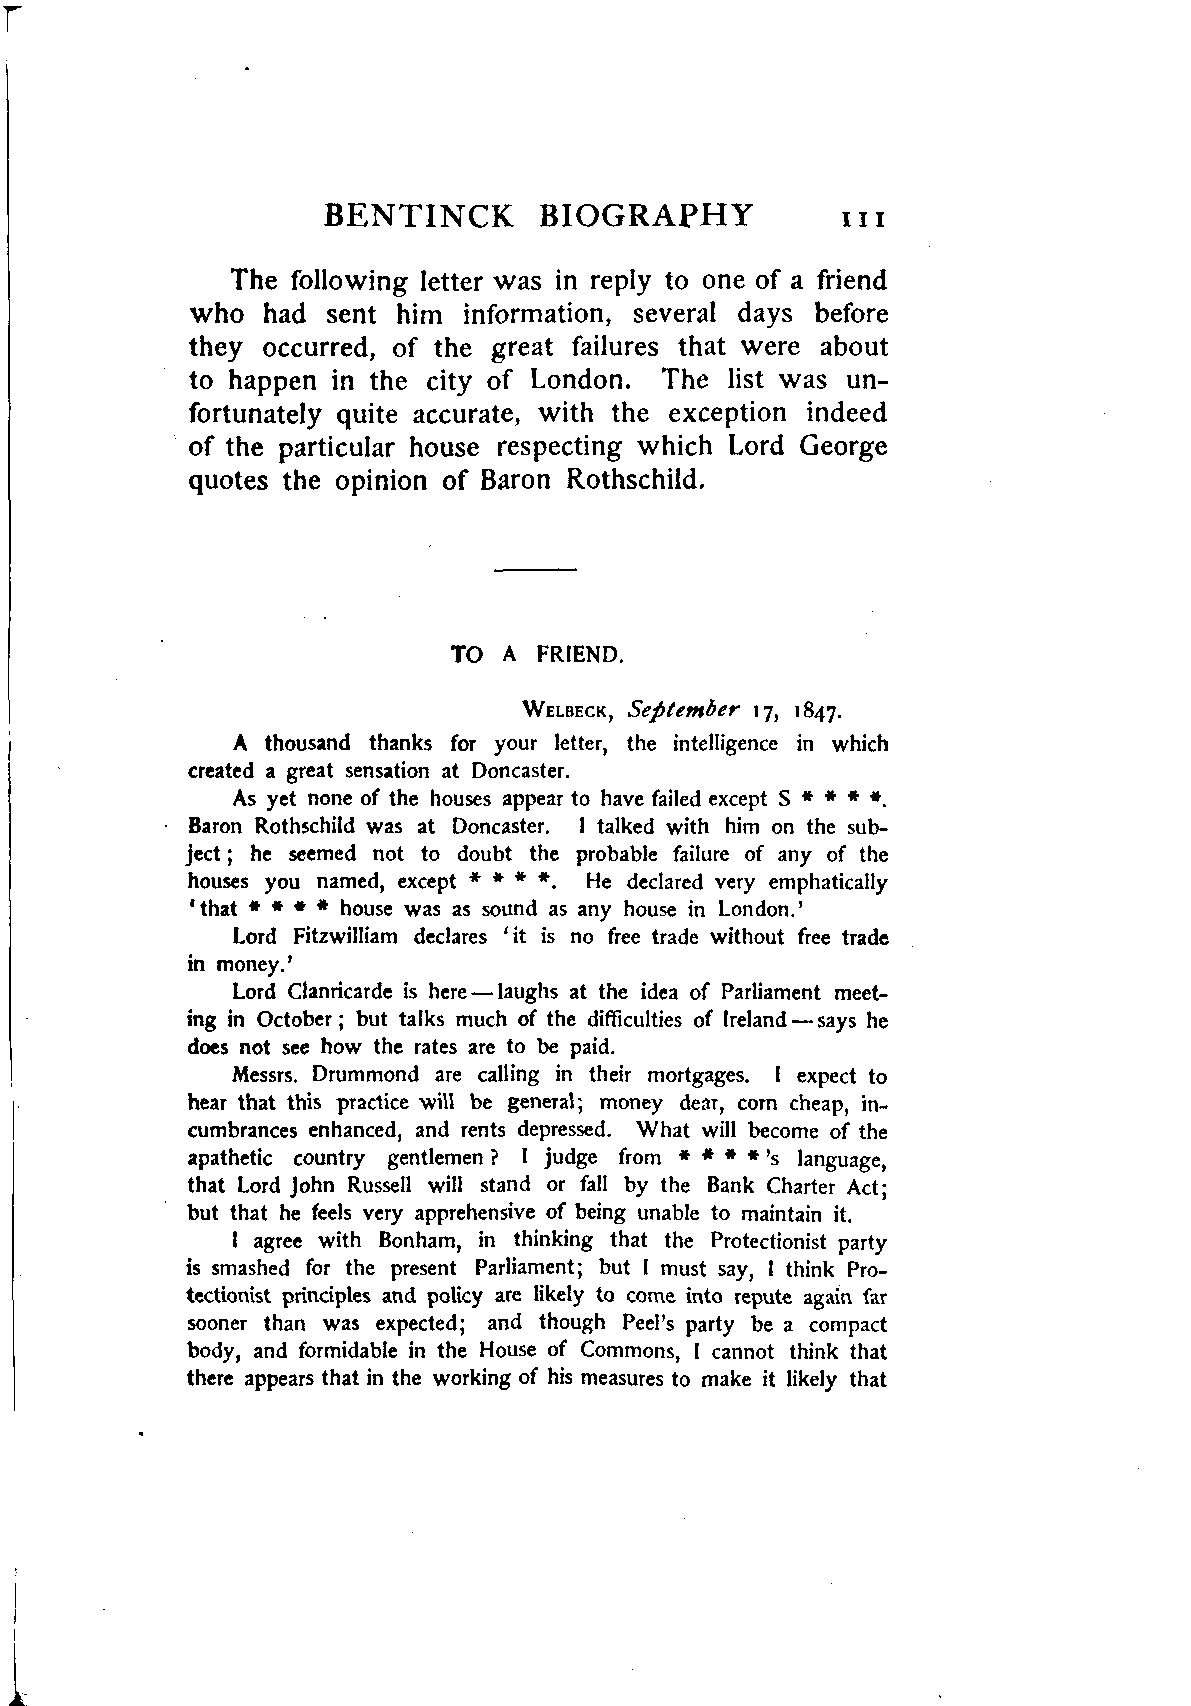 BENTINCK BIOGRAPHY 111
The following letter was in reply to one of a friend
who had sent him information, several days before
they occurred, of the great failures that were about
to happen in the city of London. The list was un-
fortunately quite accurate, with the exception indeed
of the particular house respecting which Lord George
quotes the opinion of Baron Rothschild.
TO A FRIEND.
WELBECK, September 17, 1847.
A thousand thanks for your letter, the intelligence in which
created a great sensation at Doncaster.
As yet none of the houses appear to have failed except S * * * *.
Baron Rothschild was at Doncaster. I talked with him on the sub-
ject; he seemed not to doubt the probable failure of any of the
houses you named, except * * * *. He declared very emphatically
'that * * * * house was as sound as any house in London.'
Lord Fitzwilliam declares 'it is no free trade without free trade
in money.'
Lord Clanricarde is here—laughs at the idea of Parliament meet-
ing in October; but talks much of the difficulties of Ireland—says he
does not see how the rates are to be paid.
Messrs. Drummond are calling in their mortgages. I expect to
hear that this practice will be general; money dear, corn cheap, in-
cumbrances enhanced, and rents depressed. What will become of the
apathetic country gentlemen? I judge from * * * *'s language,
that Lord John Russell will stand or fall by the Bank Charter Act;
but that he feels very apprehensive of being unable to maintain it.
I agree with Bonham, in thinking that the Protectionist party
is smashed for the present Parliament; but I must say, I think Pro-
tectionist principles and policy are likely to come into repute again far
sooner than was expected; and though Peel's party be a compact
body, and formidable in the House of Commons, I cannot think that
there appears that in the working of his measures to make it likely that